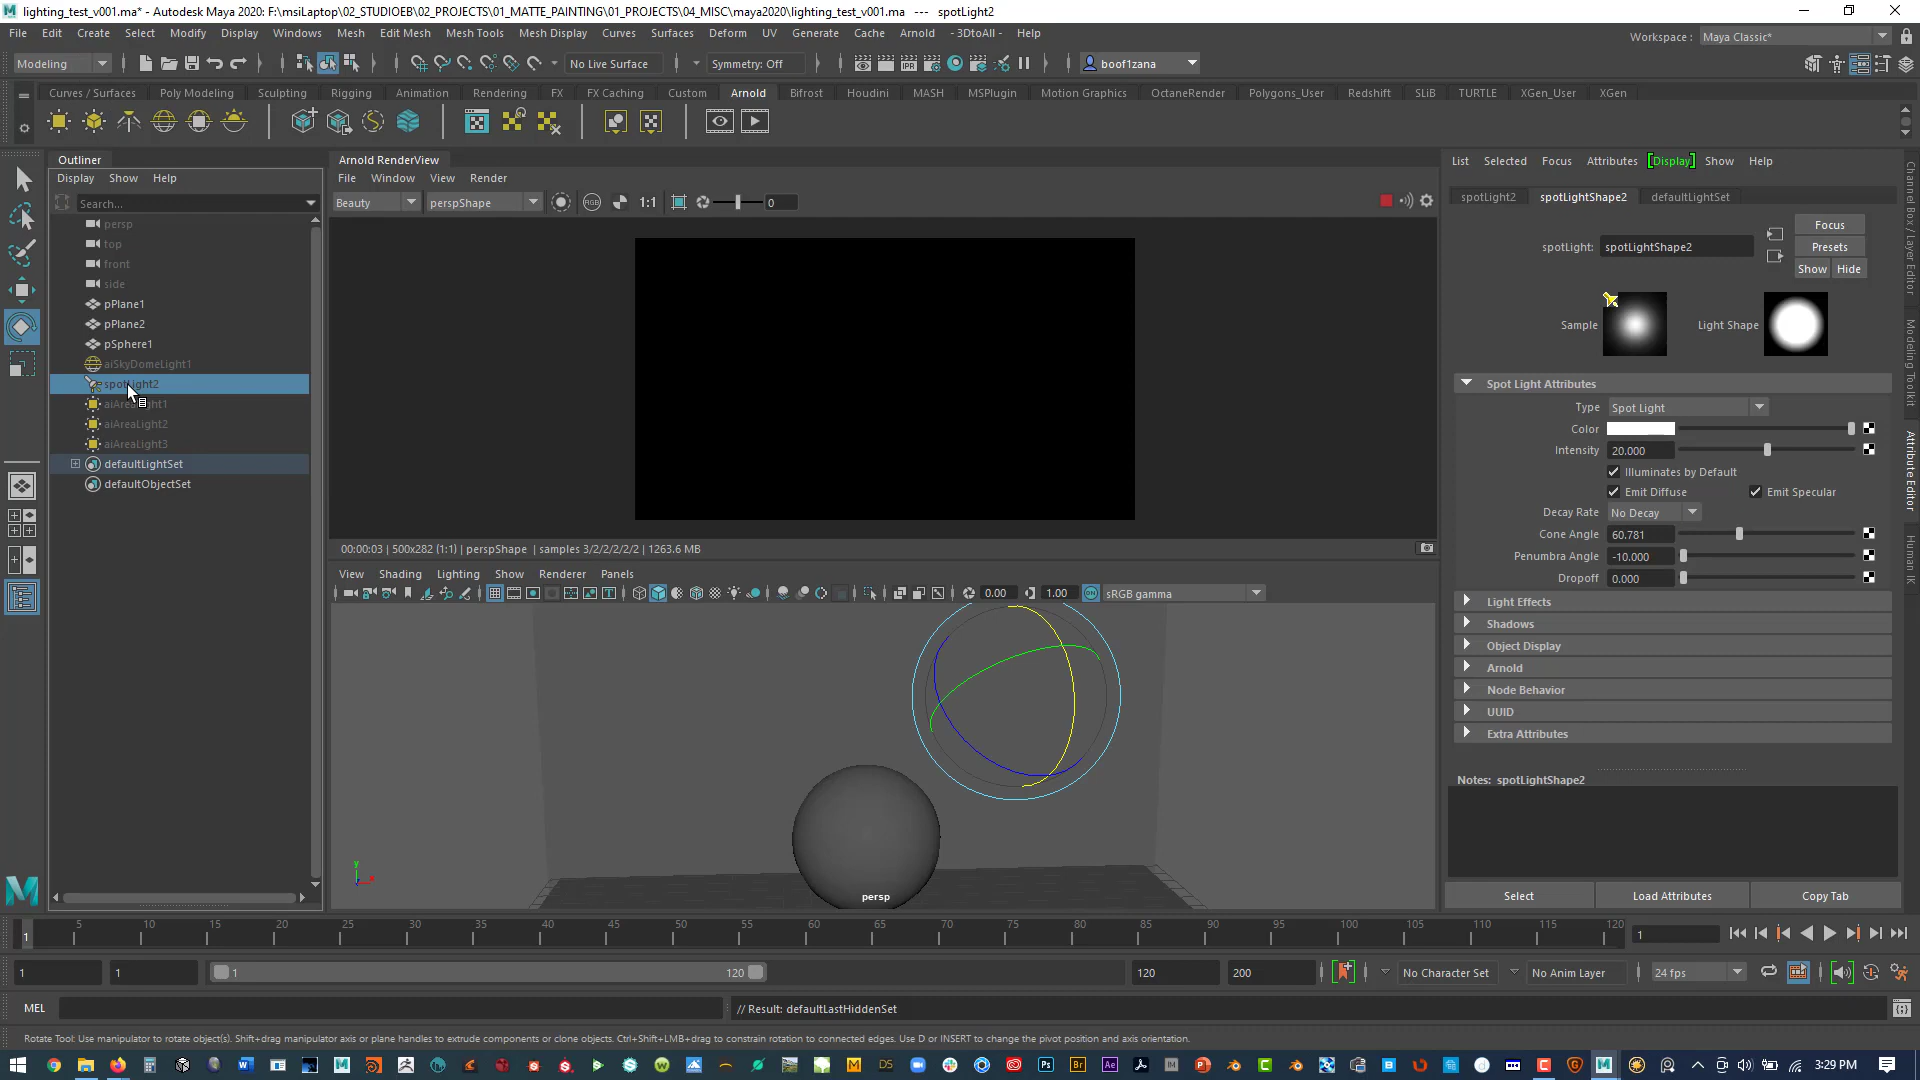 lighting_test_v001.ma* - Autodesk Maya 2020: F:\msiLaptop\02_STUDIOEB\02_PROJECTS\01_MATTE_PAINTING\01_PROJECTS\04_MISC\maya2020\lighting_test_v001.ma --- spotLight2
File Edit Create Select Modify Display Windows Mesh Edit Mesh Mesh Tools Mesh Display Curves Surfaces Deform UV Generate Cache Arnold - 3DtoAll - Help
Workspace : Maya Classic*
Modeling
No Live Surface
Symmetry: Off
boof1zana
Curves / Surfaces Poly Modeling Sculpting Rigging Animation Rendering FX FX Caching Custom Arnold Bifrost Houdini MASH MSPlugin Motion Graphics OctaneRender Polygons_User Redshift SLiB TURTLE XGen_User XGen
Outliner
Display Show Help
Search...
persp
top
front
side
pPlane1
pPlane2
pSphere1
aiSkyDomeLight1
spotLight2
aiAreaLight1
aiAreaLight2
aiAreaLight3
defaultLightSet
defaultObjectSet
Arnold RenderView
File Window View Render
Beauty
perspShape
RGB
1:1
0
00:00:03 | 500x282 (1:1) | perspShape | samples 3/2/2/2/2/2 | 1263.6 MB
View Shading Lighting Show Renderer Panels
0.00
1.00
sRGB gamma
y
x
persp
List Selected Focus Attributes [Display] Show Help
spotLight2 spotLightShape2 defaultLightSet
spotLight: spotLightShape2
Focus
Presets
Show Hide
Sample
Light Shape
Spot Light Attributes
Type Spot Light
Color
Intensity 20.000
Illuminates by Default
Emit Diffuse Emit Specular
Decay Rate No Decay
Cone Angle 60.781
Penumbra Angle -10.000
Dropoff 0.000
Light Effects
Shadows
Object Display
Arnold
Node Behavior
UUID
Extra Attributes
Notes: spotLightShape2
Select Load Attributes Copy Tab
Channel Box / Layer Editor
Modeling Toolkit
Attribute Editor
Human IK
1 5 10 15 20 25 30 35 40 45 50 55 60 65 70 75 80 85 90 95 100 105 110 115 120
1
1 1 1 120 120 200
No Character Set
No Anim Layer
24 fps
MEL
// Result: defaultLastHiddenSet
Rotate Tool: Use manipulator to rotate object(s). Shift+drag manipulator axis or plane handles to extrude components or clone objects. Ctrl+Shift+LMB+drag to constrain rotation to connected edges. Use D or INSERT to change the pivot position and axis orientation.
3:29 PM